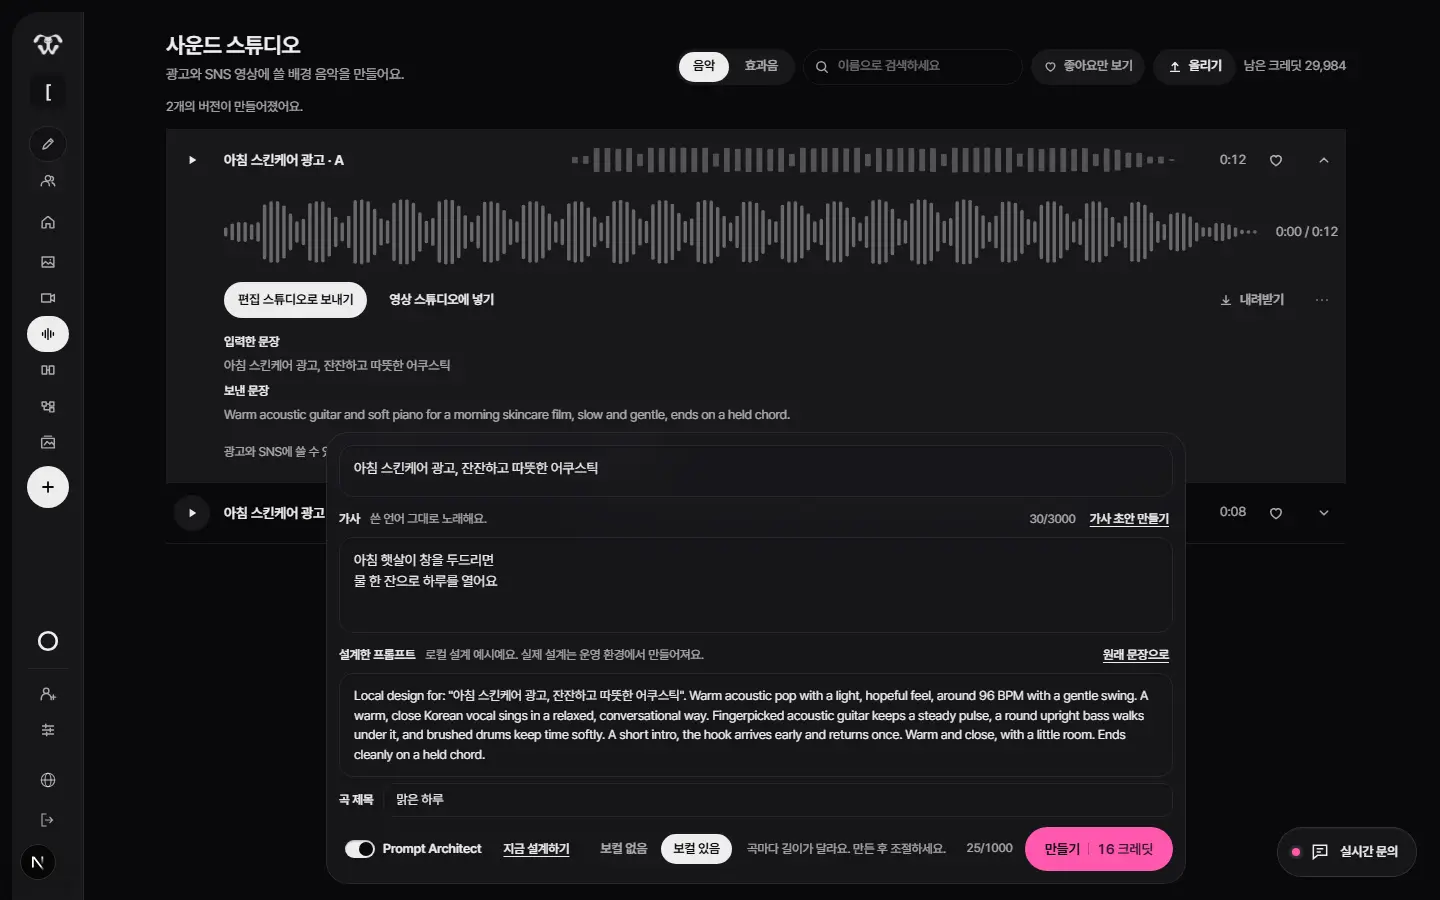 사운드 스튜디오
광고와 SNS 영상에 쓸 배경 음악을 만들어요.
음악
효과음
이름으로 검색하세요
좋아요만 보기
올리기
남은 크레딧 29,984
2개의 버전이 만들어졌어요.
[
아침 스킨케어 광고 · A
0:12
0:00 / 0:12
편집 스튜디오로 보내기
영상 스튜디오에 넣기
내려받기
입력한 문장
아침 스킨케어 광고, 잔잔하고 따뜻한 어쿠스틱
보낸 문장
Warm acoustic guitar and soft piano for a morning skincare film, slow and gentle, ends on a held chord.
광고와 SNS에 쓸 수
아침 스킨케어 광고
0:08
아침 스킨케어 광고, 잔잔하고 따뜻한 어쿠스틱
가사 쓴 언어 그대로 노래해요.
30/3000
가사 초안 만들기
아침 햇살이 창을 두드리면
물 한 잔으로 하루를 열어요
설계한 프롬프트 로컬 설계 예시예요. 실제 설계는 운영 환경에서 만들어져요.
원래 문장으로
Local design for: "아침 스킨케어 광고, 잔잔하고 따뜻한 어쿠스틱". Warm acoustic pop with a light, hopeful feel, around 96 BPM with a gentle swing. A
warm, close Korean vocal sings in a relaxed, conversational way. Fingerpicked acoustic guitar keeps a steady pulse, a round upright bass walks
under it, and brushed drums keep time softly. A short intro, the hook arrives early and returns once. Warm and close, with a little room. Ends
cleanly on a held chord.
곡 제목
맑은 하루
Prompt Architect
지금 설계하기
보컬 없음
보컬 있음
곡마다 길이가 달라요. 만든 후 조절하세요.
25/1000
만들기 16 크레딧
N
실시간 문의